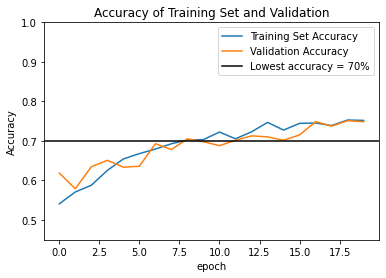 Accuracy of Training Set and Validation
Training Set Accuracy
Validation Accuracy
Lowest accuracy = 70%
Accuracy
1.0
0.9
0.8
0.7
0.6
0.5
0.0 2.5 5.0 7.5 10.0 12.5 15.0 17.5
epoch